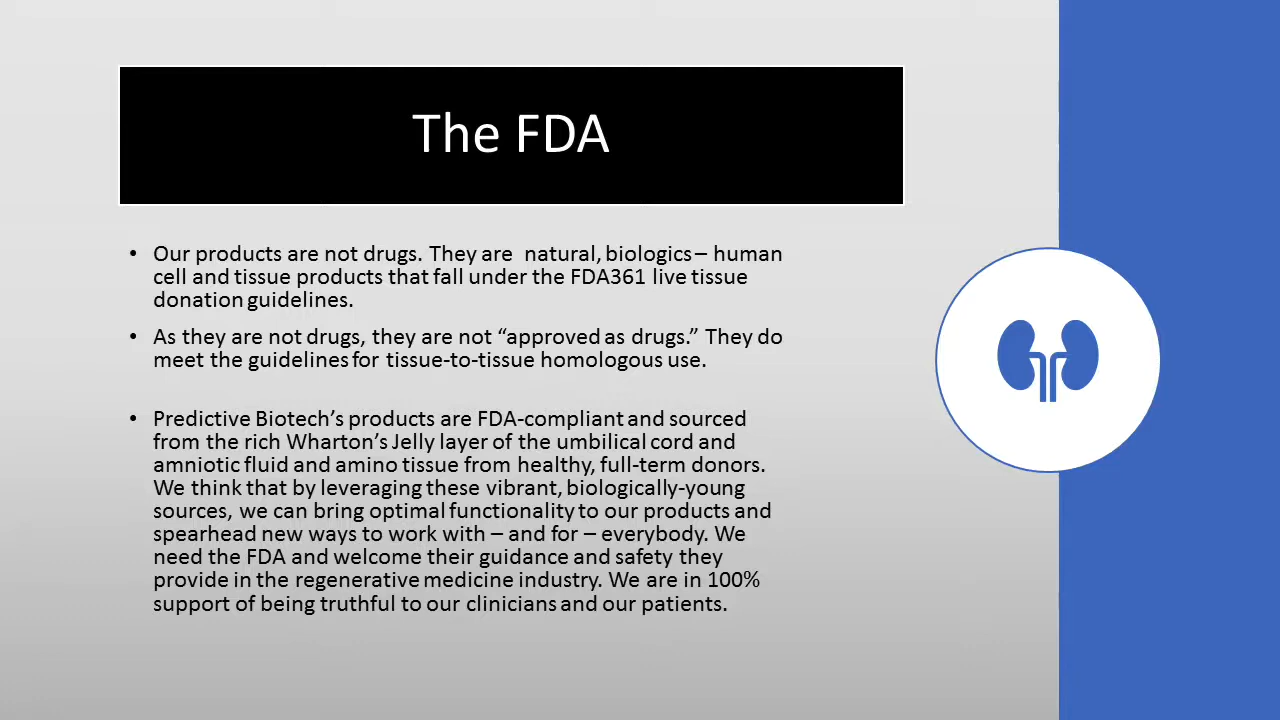 The FDA
• Our products are not drugs. They are  natural, biologics – human
cell and tissue products that fall under the FDA361 live tissue
donation guidelines.
• As they are not drugs, they are not “approved as drugs.” They do
meet the guidelines for tissue-to-tissue homologous use.
• Predictive Biotech’s products are FDA-compliant and sourced
from the rich Wharton’s Jelly layer of the umbilical cord and
amniotic fluid and amino tissue from healthy, full-term donors.
We think that by leveraging these vibrant, biologically-young
sources, we can bring optimal functionality to our products and
spearhead new ways to work with – and for – everybody. We
need the FDA and welcome their guidance and safety they
provide in the regenerative medicine industry. We are in 100%
support of being truthful to our clinicians and our patients.